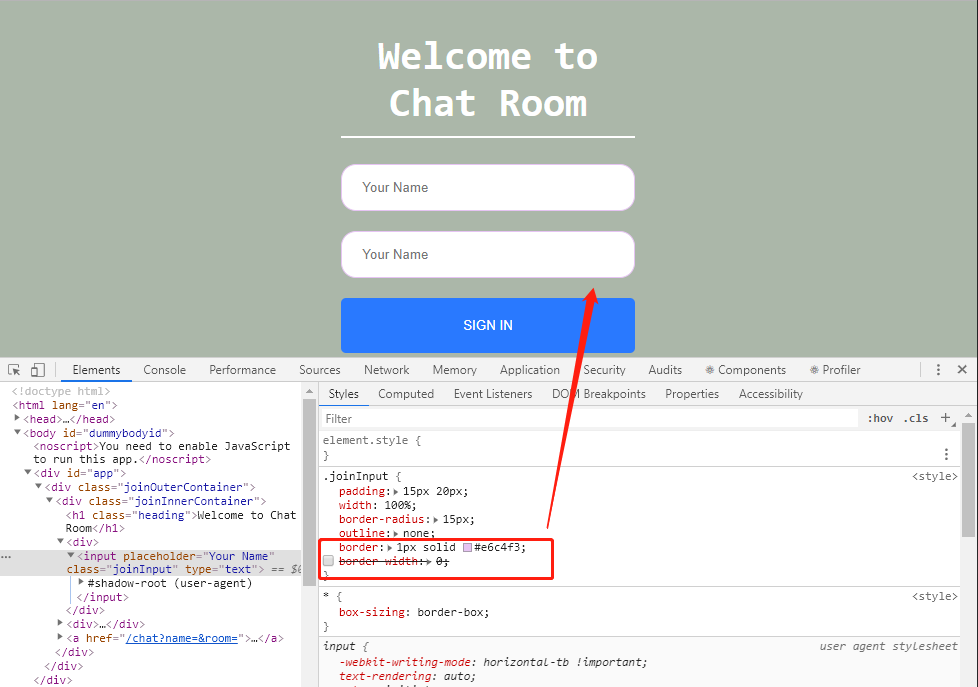 Welcome to
Chat Room
Your Name
Your Name
SIGN IN
Elements Console Performance Sources Network Memory Application Security Audits Components Profiler
<!doctype html>
<html lang="en">
<head>…</head>
<body id="dummybodyid">
<noscript>You need to enable JavaScript
to run this app.</noscript>
<div id="app">
<div class="joinOuterContainer">
<div class="joinInnerContainer">
<h1 class="heading">Welcome to Chat
Room</h1>
<div>
<input placeholder="Your Name"
class="joinInput" type="text"> ==
#shadow-root (user-agent)
</input>
</div>
<div>…</div>
<a href="/chat?name=&room=">…</a>
</div>
</div>
</div>
Styles Computed Event Listeners DOM Breakpoints Properties Accessibility
Filter :hov .cls +
element.style {
}
.joinInput { <style>
padding: 15px 20px;
width: 100%;
border-radius: 15px;
outline: none;
border: 1px solid #e6c4f3;
border-width: 0;
}
* { <style>
box-sizing: border-box;
}
input { user agent stylesheet
-webkit-writing-mode: horizontal-tb !important;
text-rendering: auto;